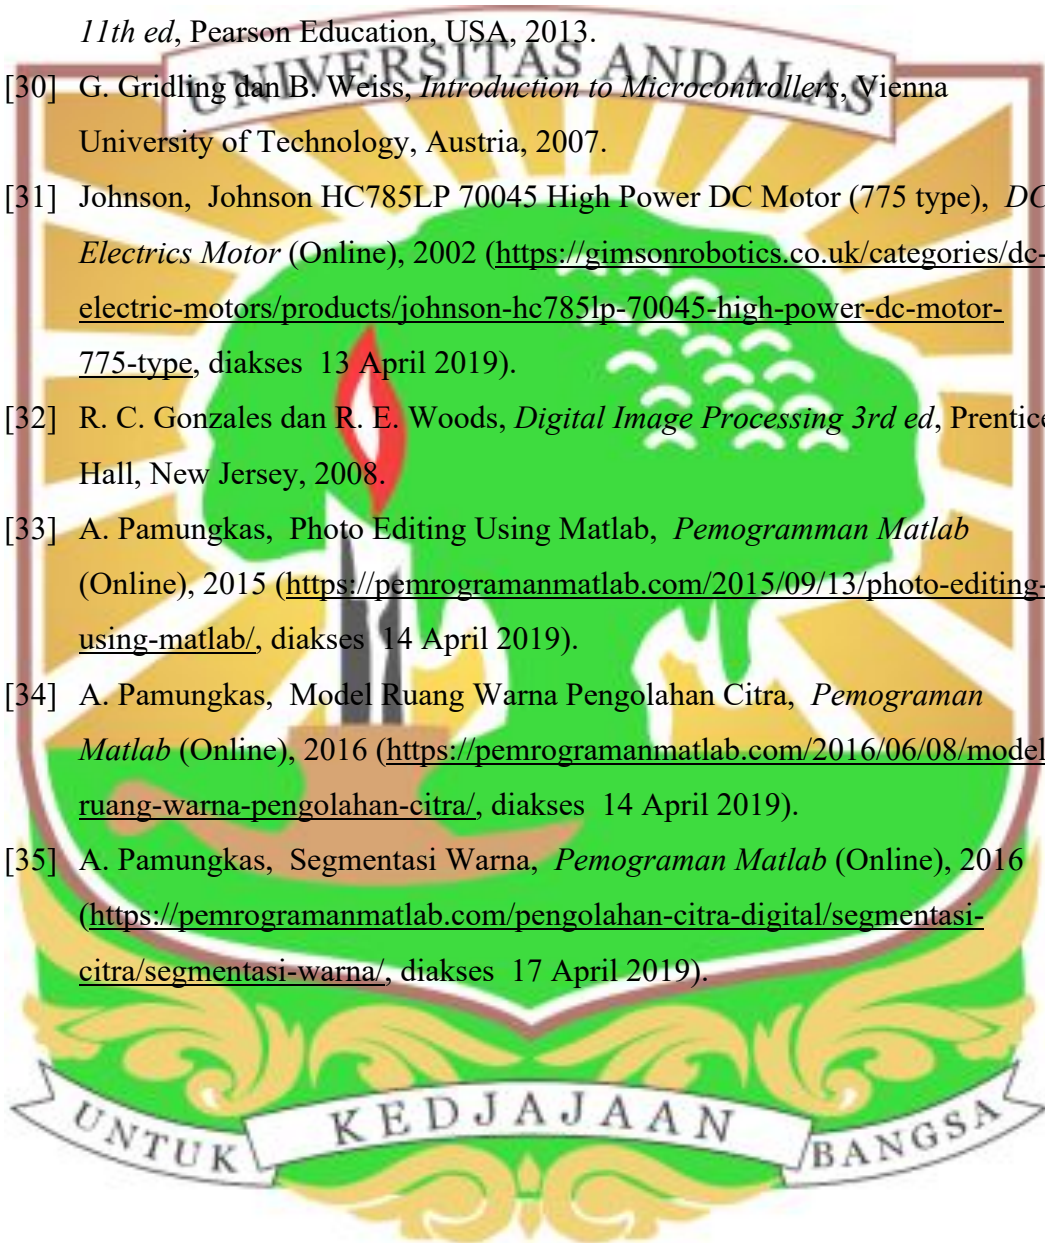 11th ed, Pearson Education, USA, 2013.
UNIVERSITAS ANDALAS
[30] G. Gridling dan B. Weiss, Introduction to Microcontrollers, Vienna
University of Technology, Austria, 2007.
[31] Johnson, Johnson HC785LP 70045 High Power DC Motor (775 type), DC
Electrics Motor (Online), 2002 (https://gimsonrobotics.co.uk/categories/dc-
electric-motors/products/johnson-hc785lp-70045-high-power-dc-motor-
775-type, diakses 13 April 2019).
[32] R. C. Gonzales dan R. E. Woods, Digital Image Processing 3rd ed, Prentice
Hall, New Jersey, 2008.
[33] A. Pamungkas, Photo Editing Using Matlab, Pemogramman Matlab
(Online), 2015 (https://pemrogramanmatlab.com/2015/09/13/photo-editing-
using-matlab/, diakses 14 April 2019).
[34] A. Pamungkas, Model Ruang Warna Pengolahan Citra, Pemograman
Matlab (Online), 2016 (https://pemrogramanmatlab.com/2016/06/08/model
ruang-warna-pengolahan-citra/, diakses 14 April 2019).
[35] A. Pamungkas, Segmentasi Warna, Pemograman Matlab (Online), 2016
(https://pemrogramanmatlab.com/pengolahan-citra-digital/segmentasi-
citra/segmentasi-warna/, diakses 17 April 2019).
UNTUK KEDJAJAAN BANGSA